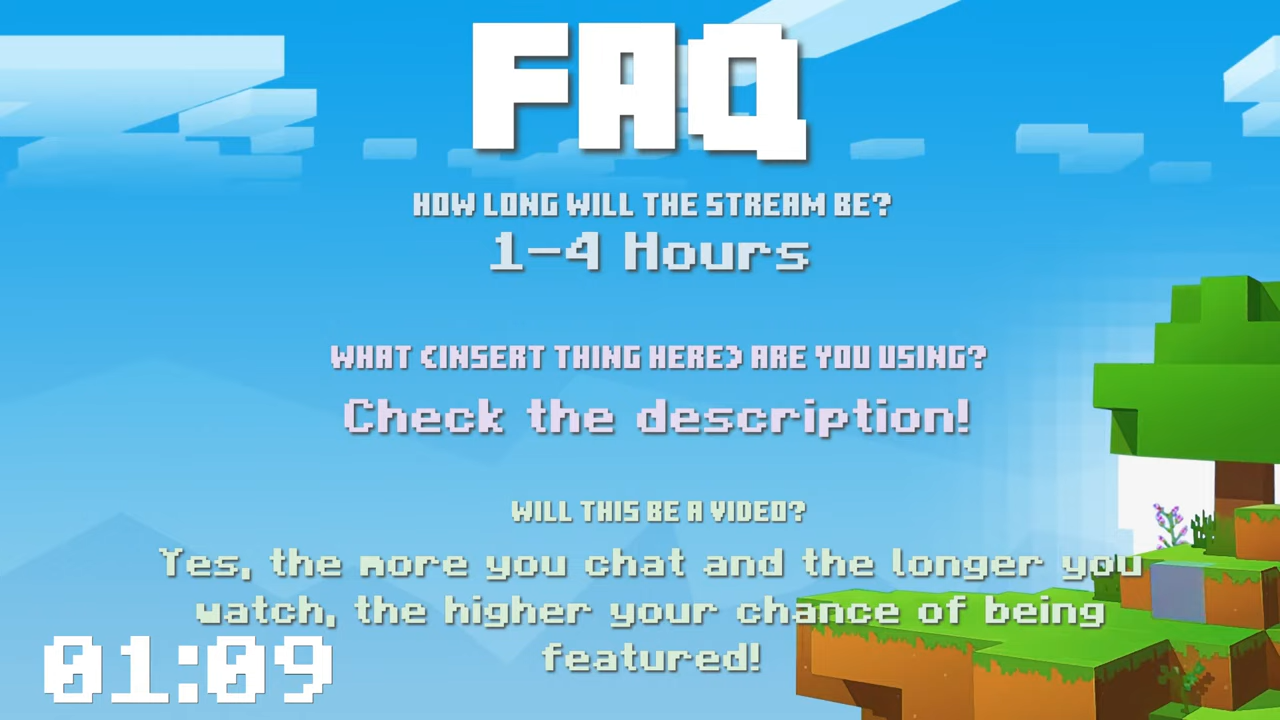 FAQ
HOW LONG WILL THE STREAM BE?
1-4 Hours
WHAT <INSERT THING HERE> ARE YOU USING?
Check the description!
WILL THIS BE A VIDEO?
Yes, the more you chat and the longer you
watch, the higher your chance of being
featured!
01:09